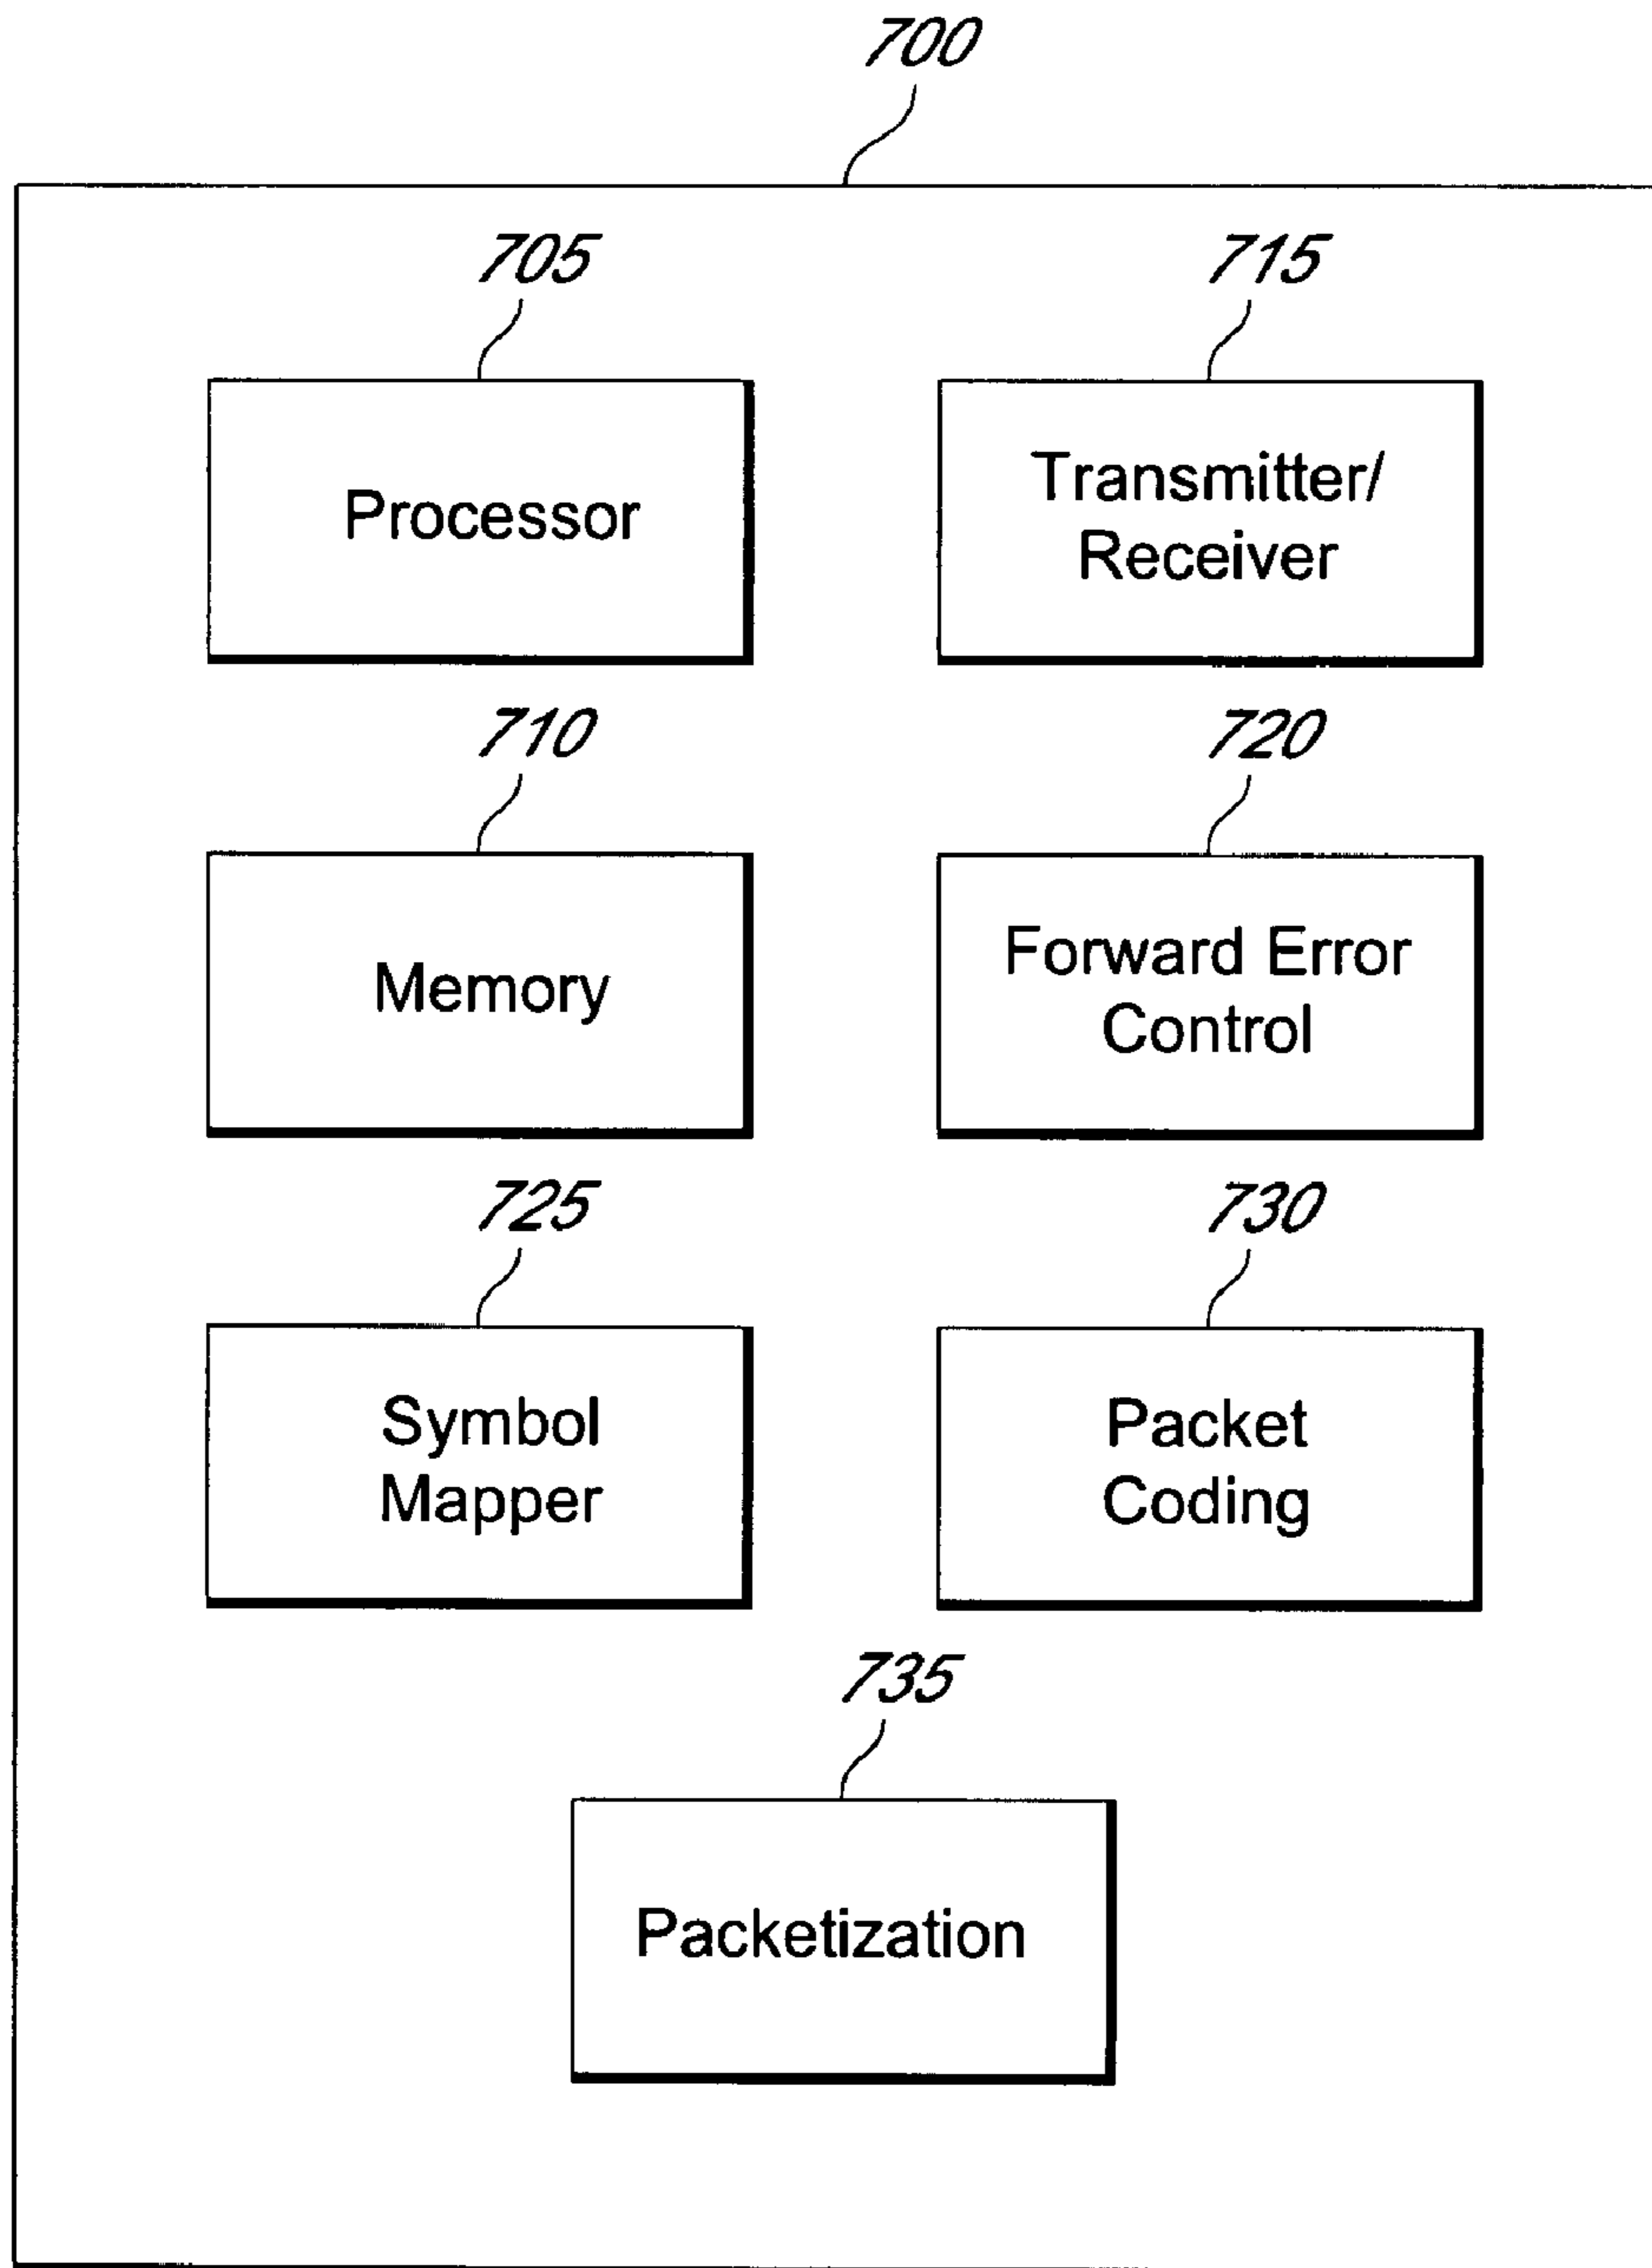 700
705
715
Processor
Transmitter/
Receiver
710
720
Memory
Forward Error
Control
725
730
Symbol
Mapper
Packet
Coding
735
Packetization